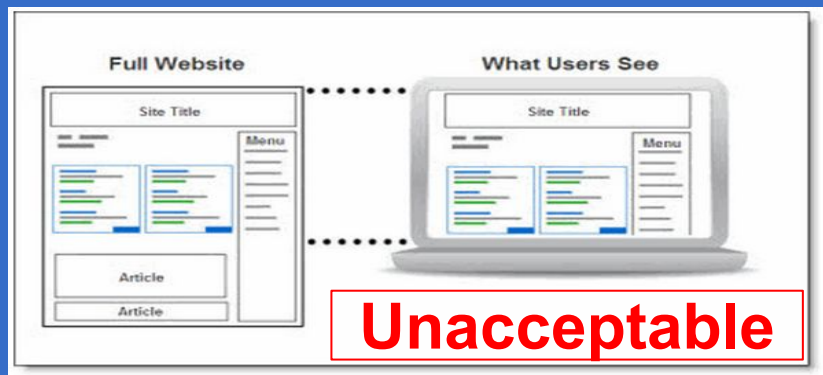 Full Website
What Users See
Site Title
Menu
Article
Article
Site Title
Menu
Unacceptable